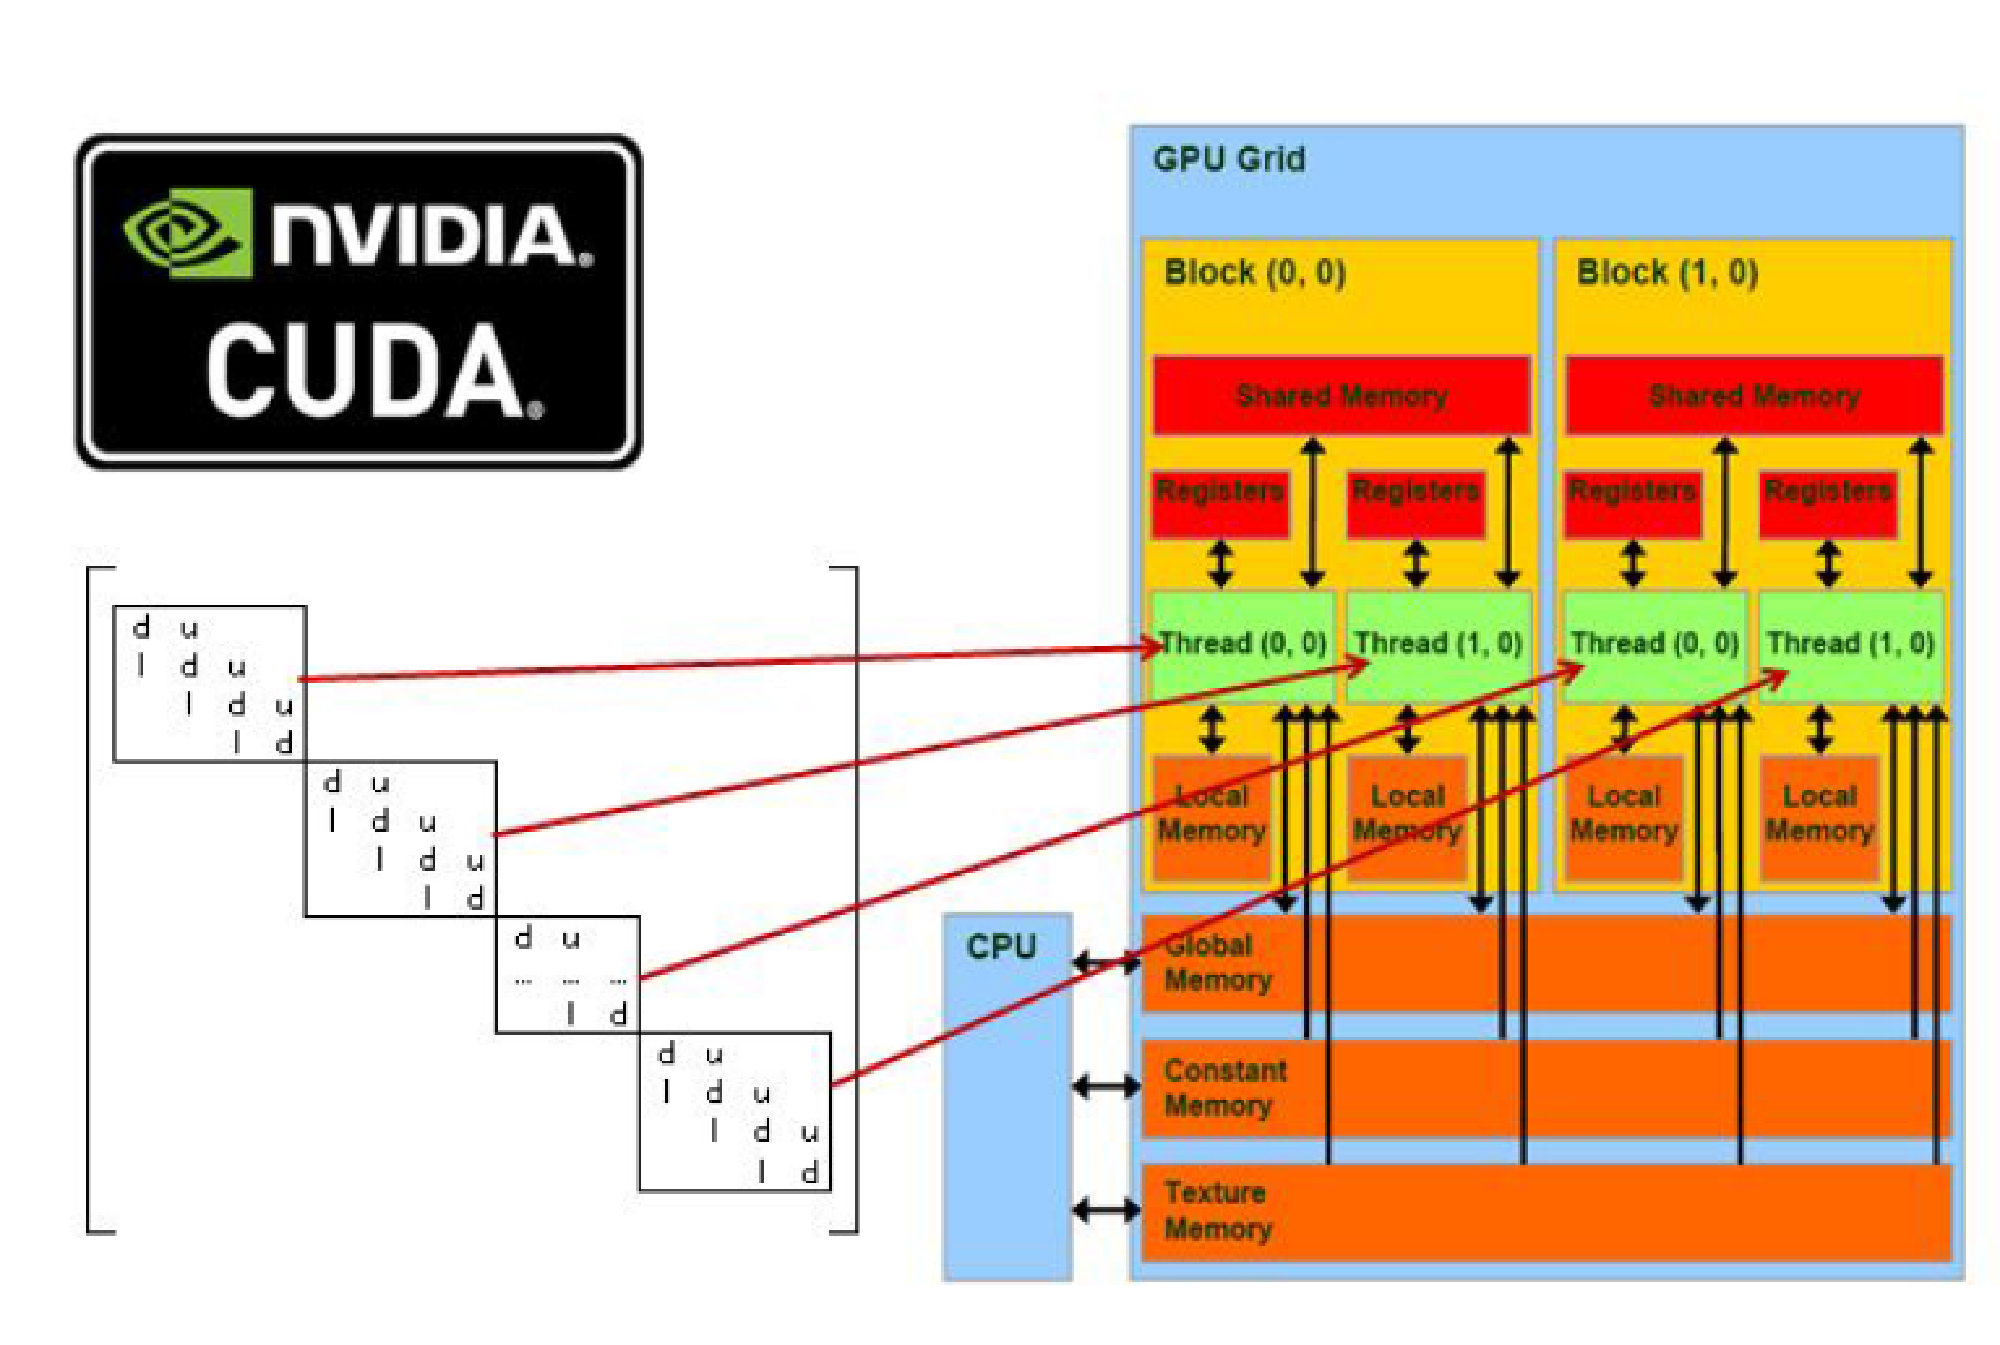 NVIDIA®
CUDA®
d u
l d u
l d u
l d
d u
l d u
l d u
l d
d u
... ... ...
l d
d u
l d u
l d u
l d
GPU Grid
Block (0, 0)
Shared Memory
Registers
Registers
Thread (0, 0)
Thread (1, 0)
Local
Memory
Local
Memory
Block (1, 0)
Shared Memory
Registers
Registers
Thread (0, 0)
Thread (1, 0)
Local
Memory
Local
Memory
CPU
Global
Memory
Constant
Memory
Texture
Memory